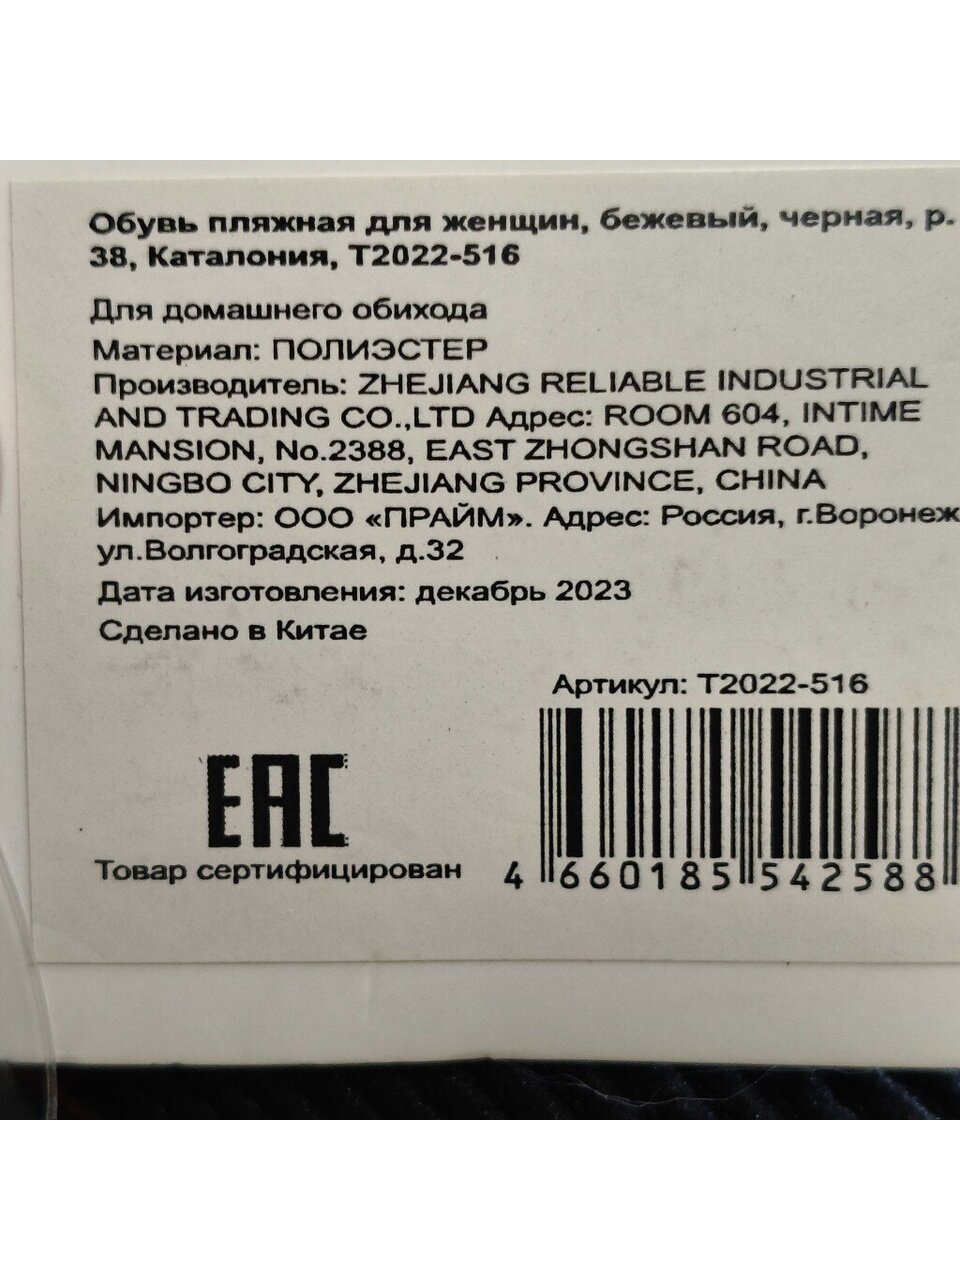 Обувь пляжная для женщин, бежевый, черная, р.
38, Каталония, T2022-516
Для домашнего обихода
Материал: ПОЛИЭСТЕР
Производитель: ZHEJIANG RELIABLE INDUSTRIAL
AND TRADING CO.,LTD Адрес: ROOM 604, INTIME
MANSION, No.2388, EAST ZHONGSHAN ROAD,
NINGBO CITY, ZHEJIANG PROVINCE, CHINA
Импортер: ООО «ПРАЙМ». Адрес: Россия, г.Воронеж
ул.Волгоградская, д.32
Дата изготовления: декабрь 2023
Сделано в Китае
Артикул: T2022-516
EAC
Товар сертифицирован
4 660185 542588